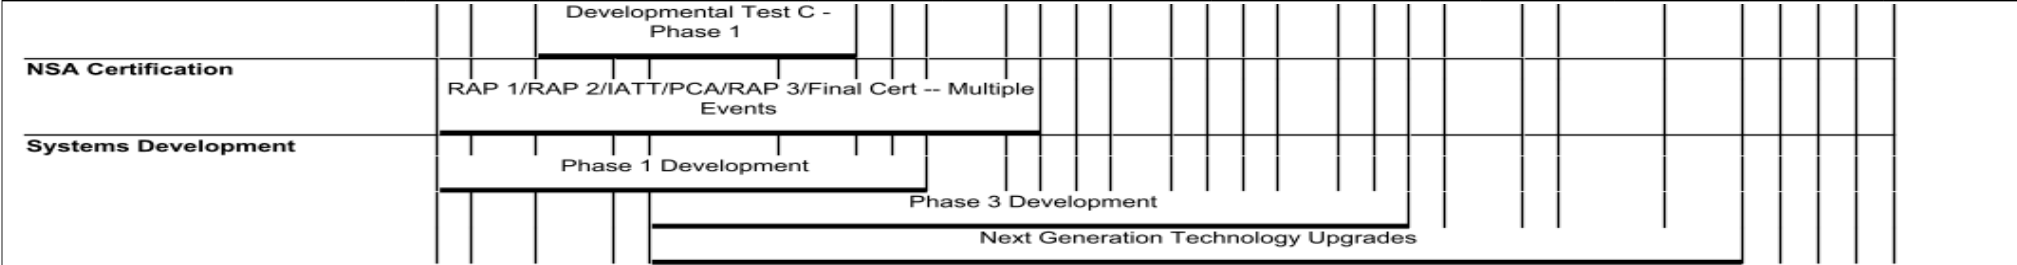 Developmental Test C -
Phase 1
NSA Certification
RAP 1/RAP 2/IATT/PCA/RAP 3/Final Cert -- Multiple
Events
Systems Development
Phase 1 Development
Phase 3 Development
Next Generation Technology Upgrades